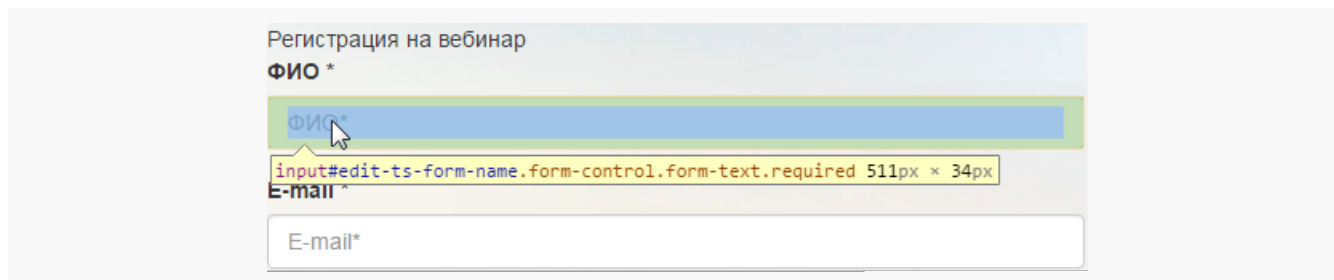 Регистрация на вебинар
ФИО *
ФИО*
input#edit-ts-form-name.form-control.form-text.required 511px × 34px
E-mail *
E-mail*